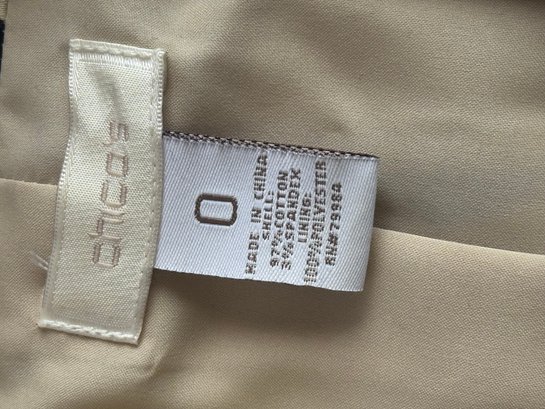 chico's
0
MADE IN CHINA
SHELL:
97%COTTON
3%SPANDEX
LINING:
100%POLYESTER
RN#79984